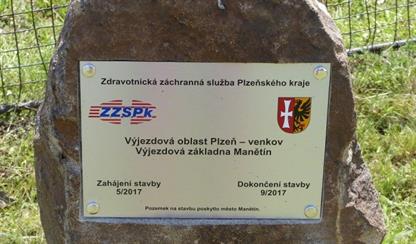 Zdravotnická záchranná služba Plzeňského kraje
ZZSPk
Výjezdová oblast Plzeň – venkov
Výjezdová základna Manětín
Zahájení stavby
5/2017
Dokončení stavby
9/2017
Pozemek na stavbu poskytlo město Manětín.